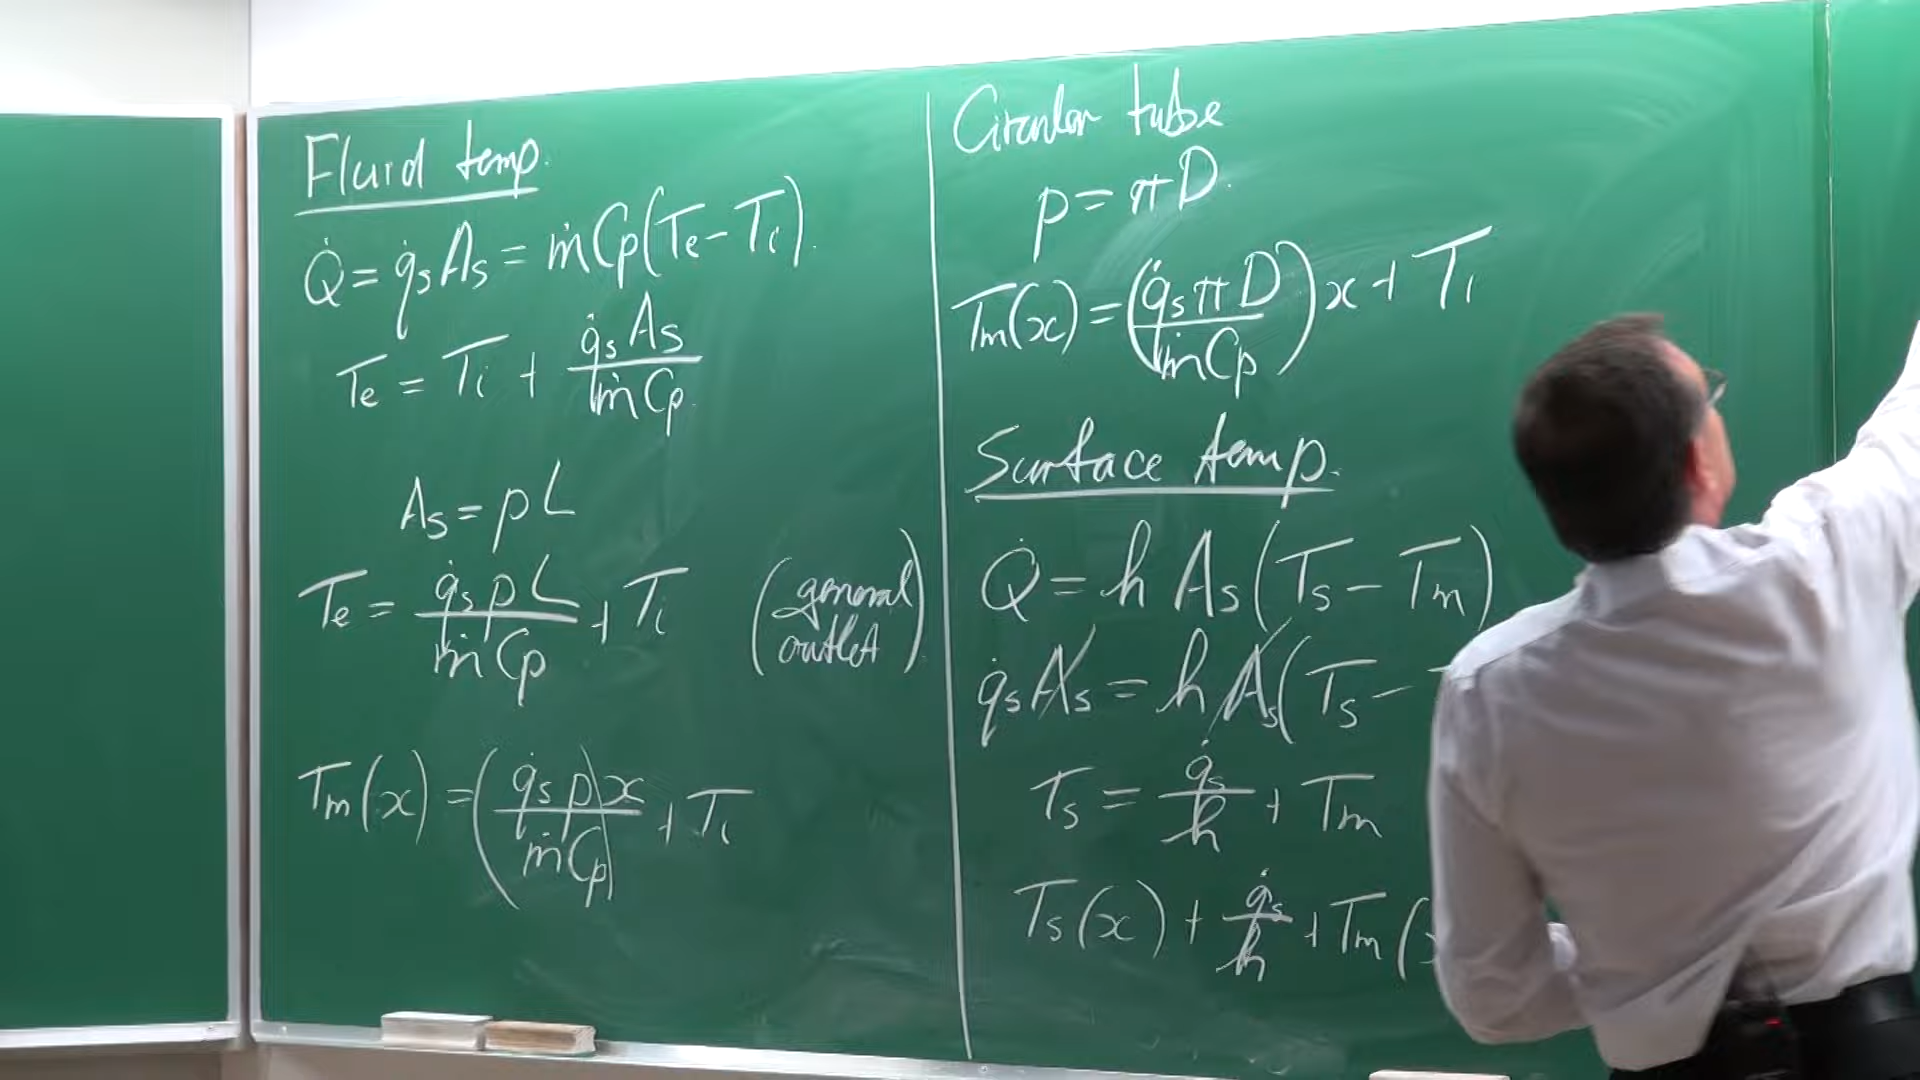 Fluid temp.
Q̇ = q̇s As = ṁCp(Te - Ti).
Te = Ti + q̇s As / ṁCp.
As = pL
Te = q̇s pL / ṁCp + Ti (general outlet)
Tm(x) = (q̇s p / ṁCp) x + Ti
Circular tube
p = πD.
Tm(x) = (q̇s πD / ṁCp) x + Ti
Surface temp.
Q̇ = h As (Ts - Tm)
q̇s As = h As (Ts -
Ts = q̇s / h + Tm
Ts(x) + q̇s / h + Tm (